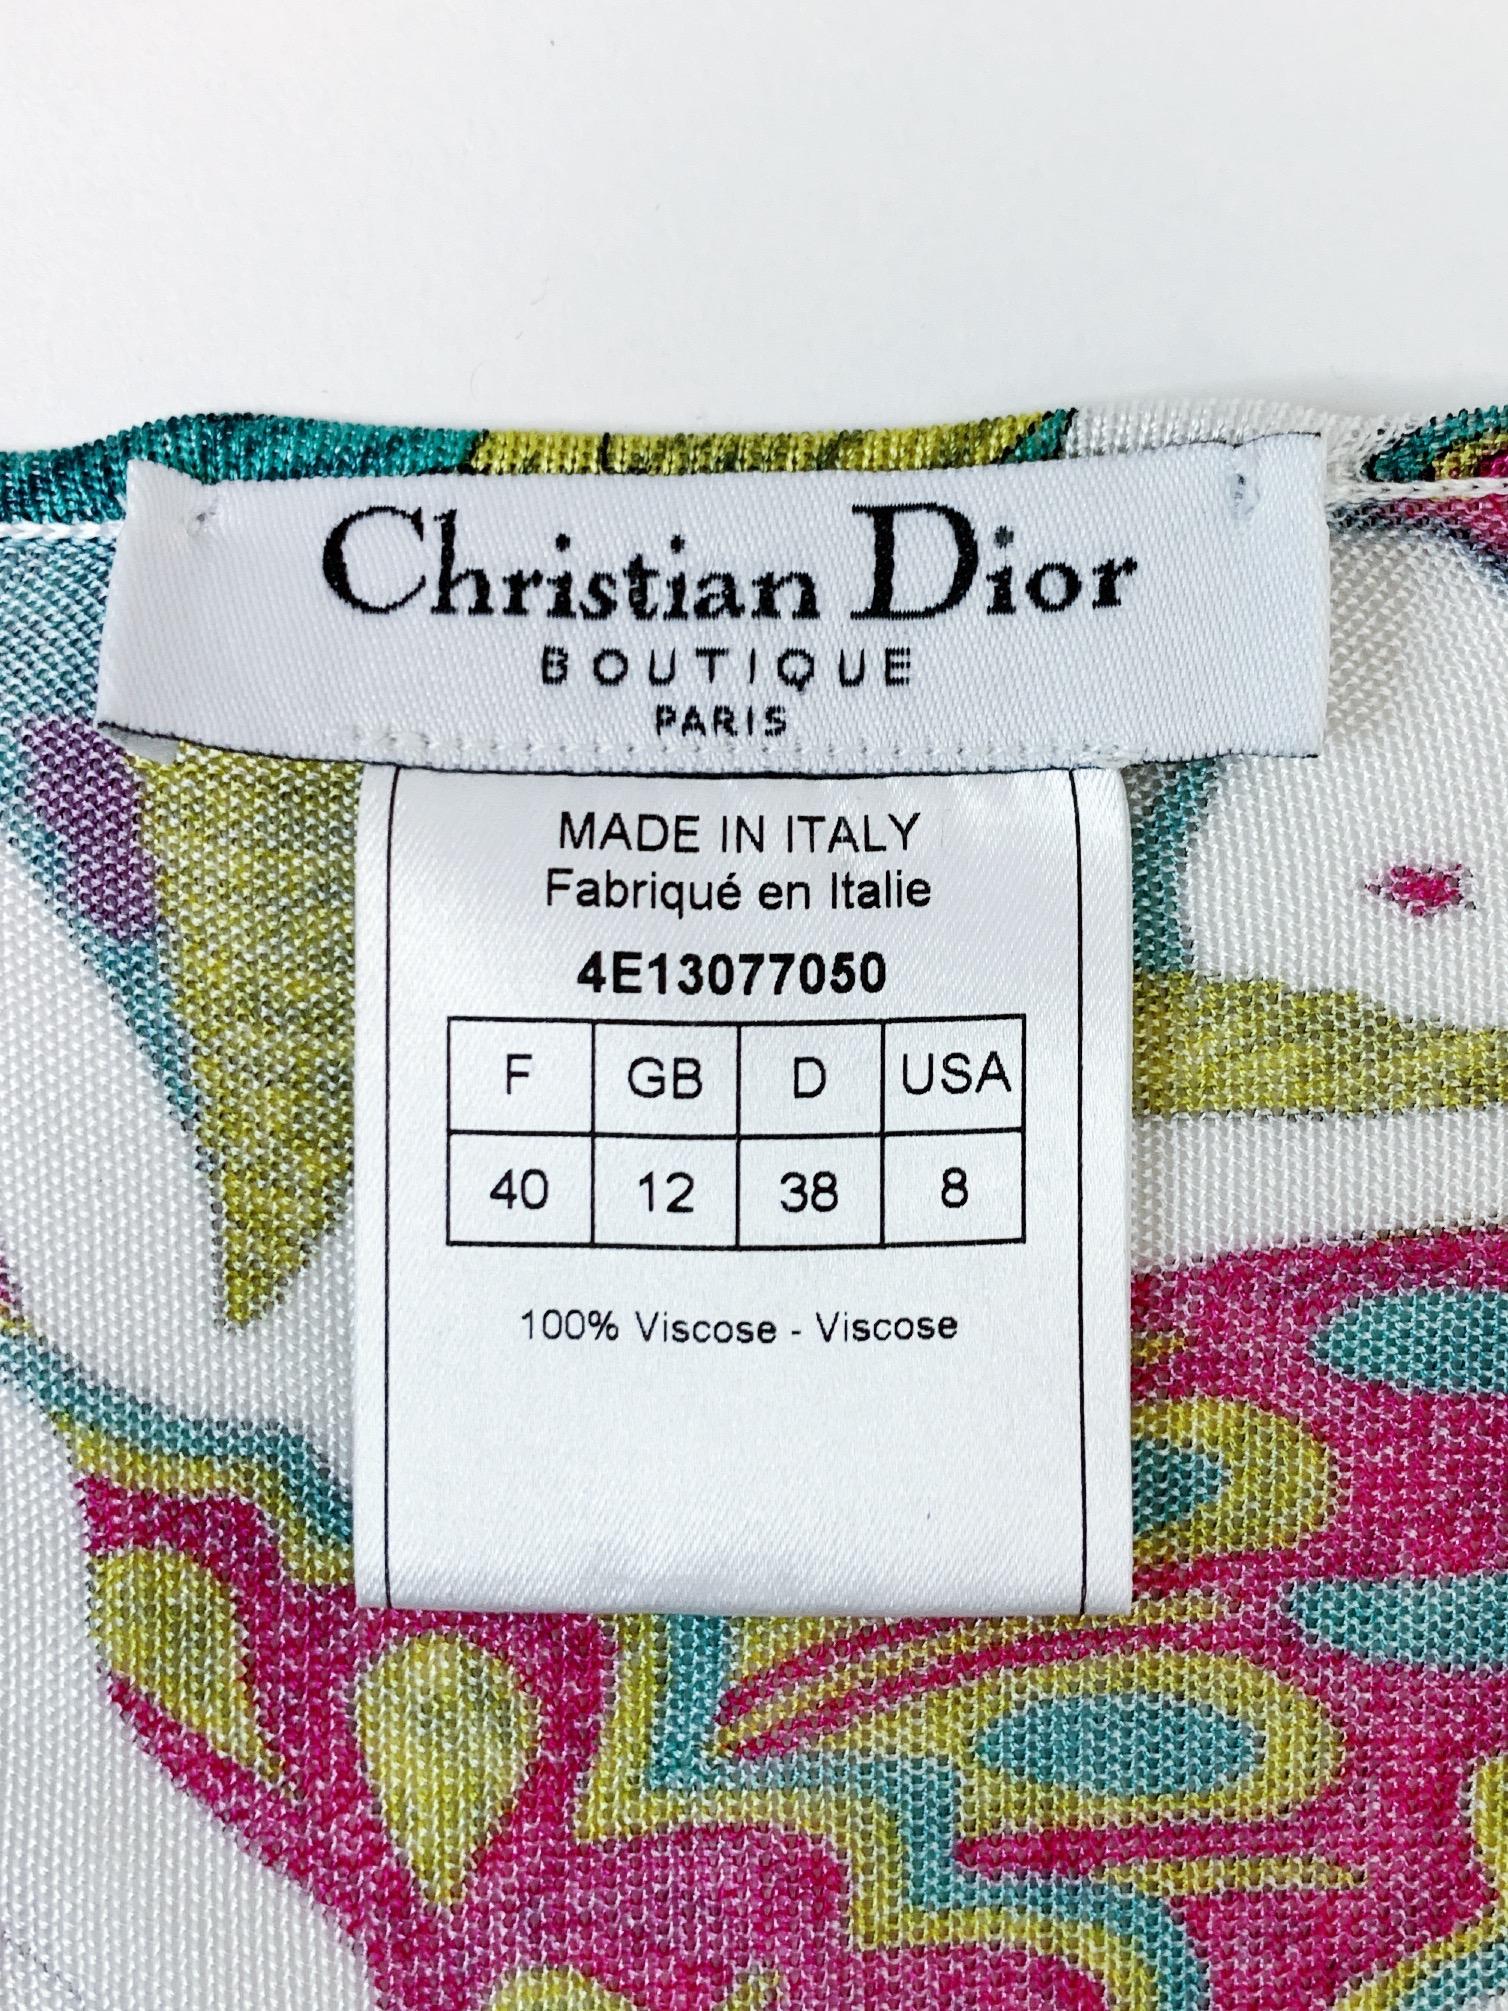 Christian Dior
BOUTIQUE
PARIS
MADE IN ITALY
Fabriqué en Italie
4E13077050
F GB D USA
40 12 38 8
100% Viscose - Viscose